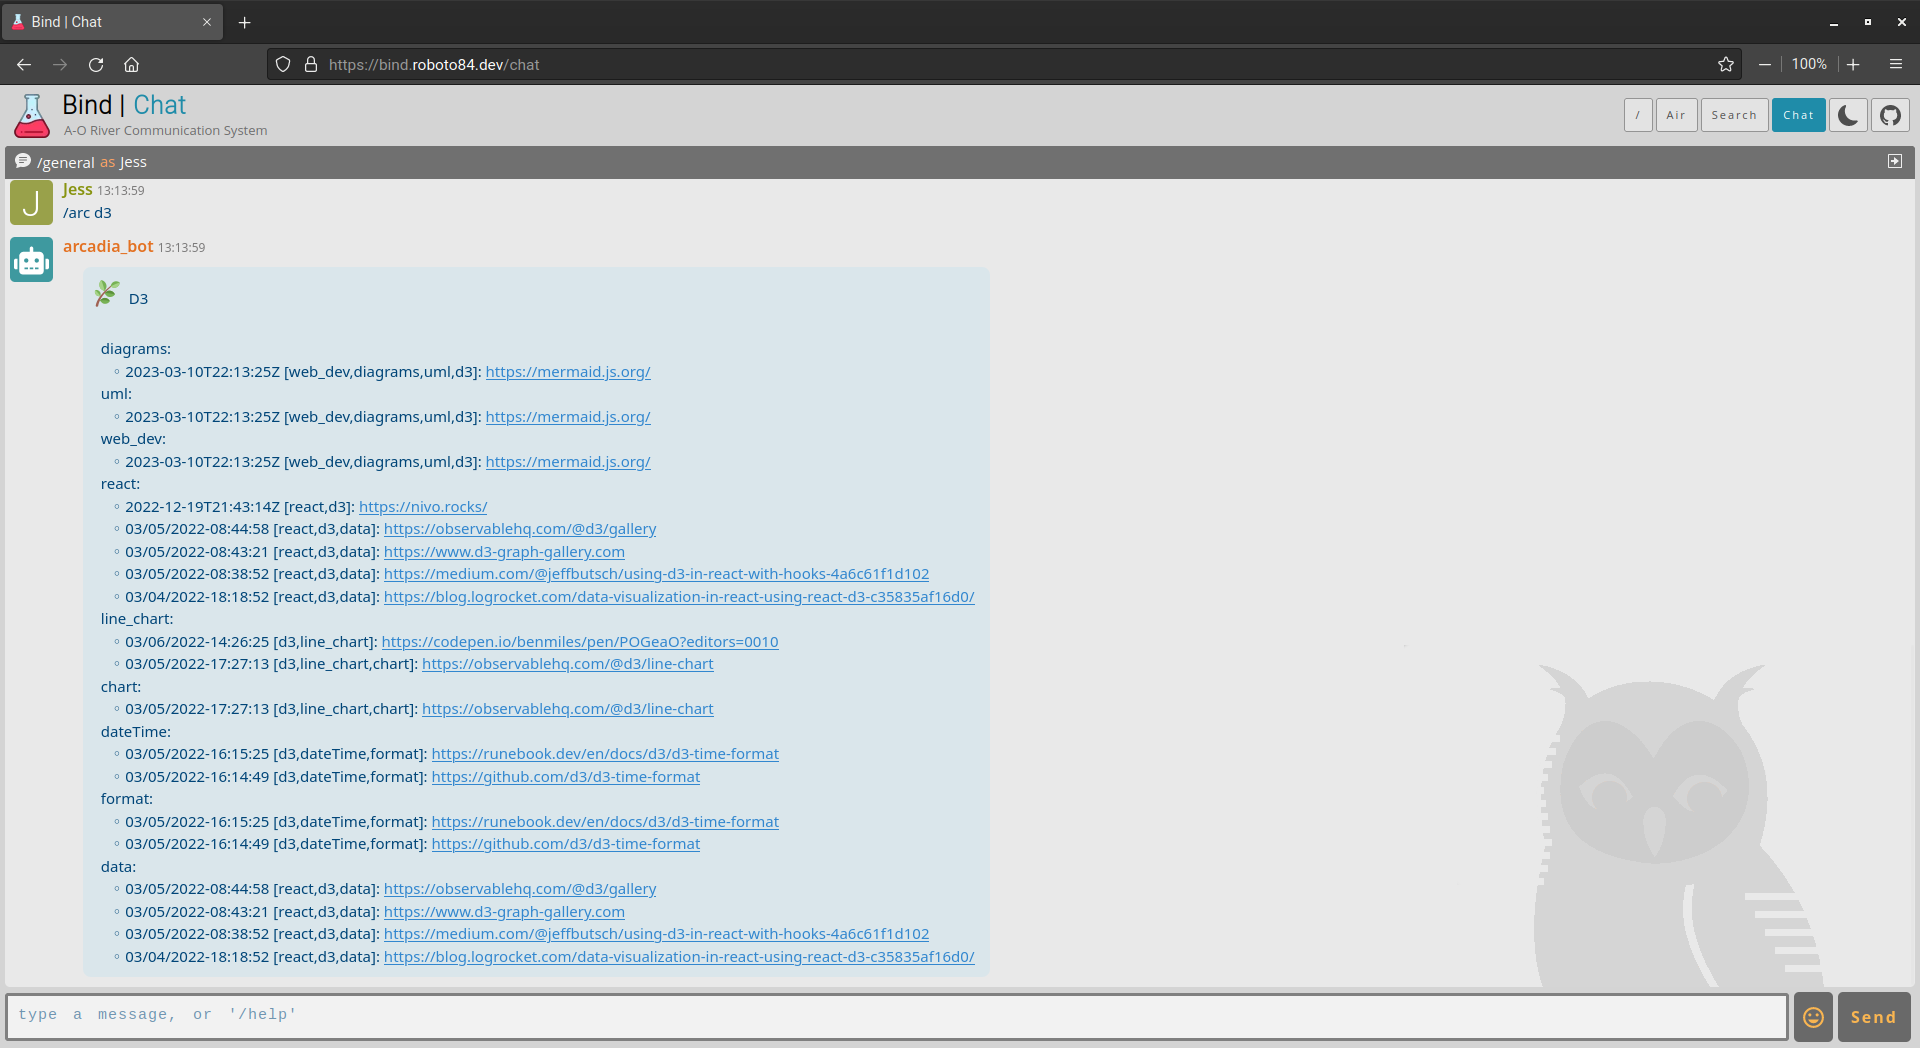 Bind | Chat
https://bind.roboto84.dev/chat
100%
Bind | Chat
A-O River Communication System
/
Air
Search
Chat
/general as Jess
J
Jess 13:13:59
/arc d3
arcadia_bot 13:13:59
D3
diagrams:
◦ 2023-03-10T22:13:25Z [web_dev,diagrams,uml,d3]: https://mermaid.js.org/
uml:
◦ 2023-03-10T22:13:25Z [web_dev,diagrams,uml,d3]: https://mermaid.js.org/
web_dev:
◦ 2023-03-10T22:13:25Z [web_dev,diagrams,uml,d3]: https://mermaid.js.org/
react:
◦ 2022-12-19T21:43:14Z [react,d3]: https://nivo.rocks/
◦ 03/05/2022-08:44:58 [react,d3,data]: https://observablehq.com/@d3/gallery
◦ 03/05/2022-08:43:21 [react,d3,data]: https://www.d3-graph-gallery.com
◦ 03/05/2022-08:38:52 [react,d3,data]: https://medium.com/@jeffbutsch/using-d3-in-react-with-hooks-4a6c61f1d102
◦ 03/04/2022-18:18:52 [react,d3,data]: https://blog.logrocket.com/data-visualization-in-react-using-react-d3-c35835af16d0/
line_chart:
◦ 03/06/2022-14:26:25 [d3,line_chart]: https://codepen.io/benmiles/pen/POGeaO?editors=0010
◦ 03/05/2022-17:27:13 [d3,line_chart,chart]: https://observablehq.com/@d3/line-chart
chart:
◦ 03/05/2022-17:27:13 [d3,line_chart,chart]: https://observablehq.com/@d3/line-chart
dateTime:
◦ 03/05/2022-16:15:25 [d3,dateTime,format]: https://runebook.dev/en/docs/d3/d3-time-format
◦ 03/05/2022-16:14:49 [d3,dateTime,format]: https://github.com/d3/d3-time-format
format:
◦ 03/05/2022-16:15:25 [d3,dateTime,format]: https://runebook.dev/en/docs/d3/d3-time-format
◦ 03/05/2022-16:14:49 [d3,dateTime,format]: https://github.com/d3/d3-time-format
data:
◦ 03/05/2022-08:44:58 [react,d3,data]: https://observablehq.com/@d3/gallery
◦ 03/05/2022-08:43:21 [react,d3,data]: https://www.d3-graph-gallery.com
◦ 03/05/2022-08:38:52 [react,d3,data]: https://medium.com/@jeffbutsch/using-d3-in-react-with-hooks-4a6c61f1d102
◦ 03/04/2022-18:18:52 [react,d3,data]: https://blog.logrocket.com/data-visualization-in-react-using-react-d3-c35835af16d0/
type a message, or '/help'
Send